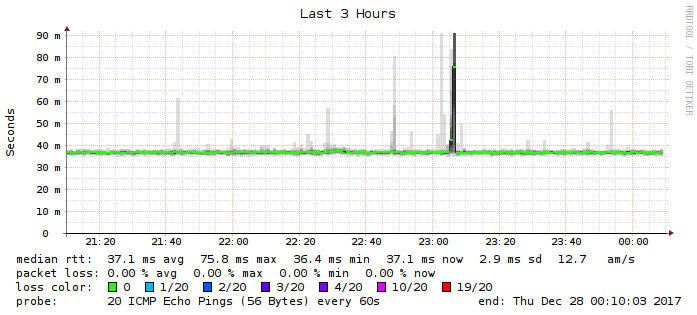 Last 3 Hours
RRDTOOL / TOBI OETIKER
Seconds
90 m
80 m
70 m
60 m
50 m
40 m
30 m
20 m
10 m
0
21:20 21:40 22:00 22:20 22:40 23:00 23:20 23:40 00:00
median rtt: 37.1 ms avg 75.8 ms max 36.4 ms min 37.1 ms now 2.9 ms sd 12.7 am/s
packet loss: 0.00 % avg 0.00 % max 0.00 % min 0.00 % now
loss color: 0 1/20 2/20 3/20 4/20 10/20 19/20
probe: 20 ICMP Echo Pings (56 Bytes) every 60s end: Thu Dec 28 00:10:03 2017